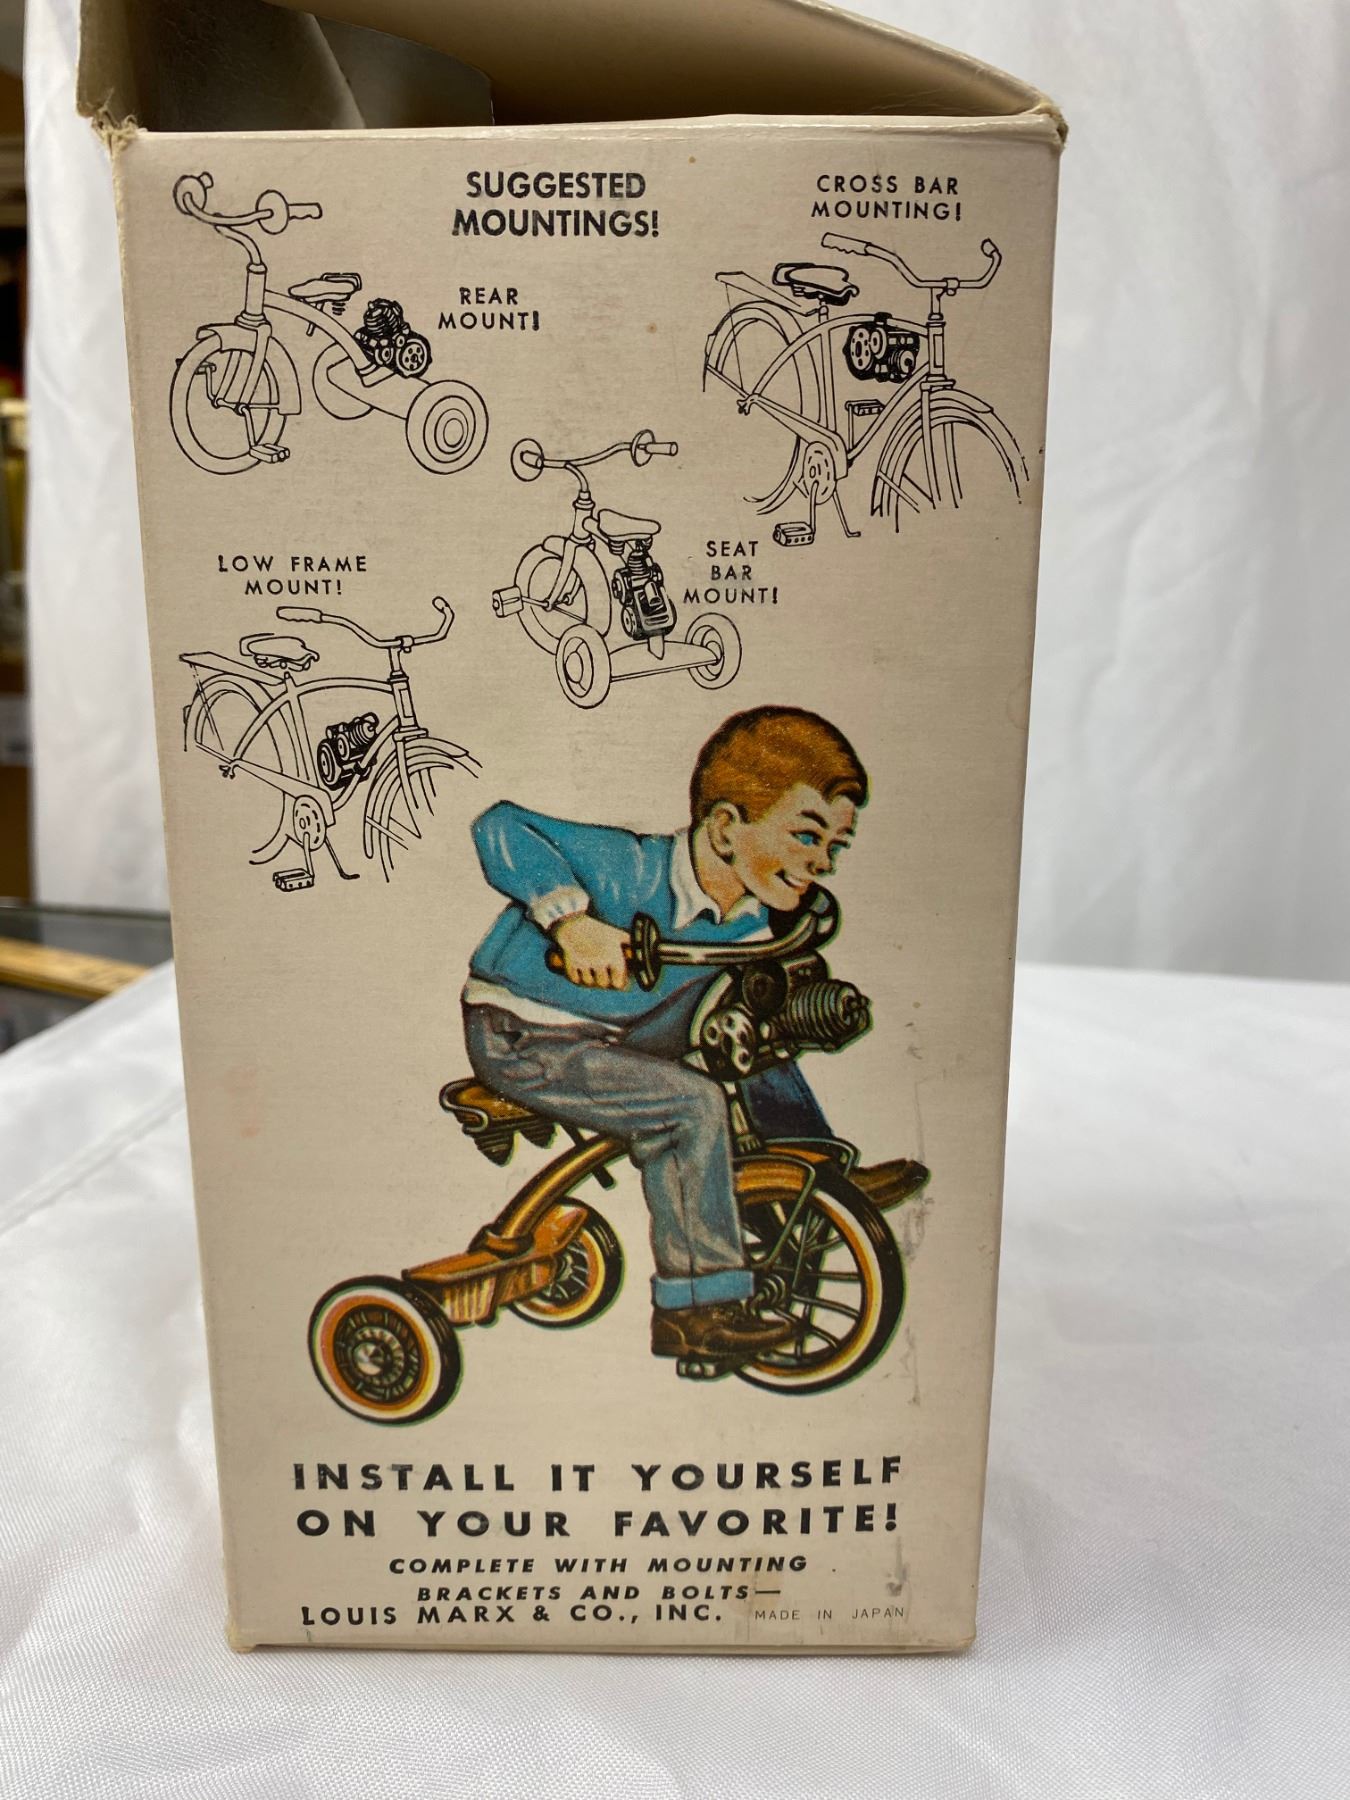 SUGGESTED
MOUNTINGS!
CROSS BAR
MOUNTING!
REAR
MOUNT!
LOW FRAME
MOUNT!
SEAT
BAR
MOUNT!
INSTALL IT YOURSELF
ON YOUR FAVORITE!
COMPLETE WITH MOUNTING
BRACKETS AND BOLTS—
LOUIS MARX & CO., INC. MADE IN JAPAN